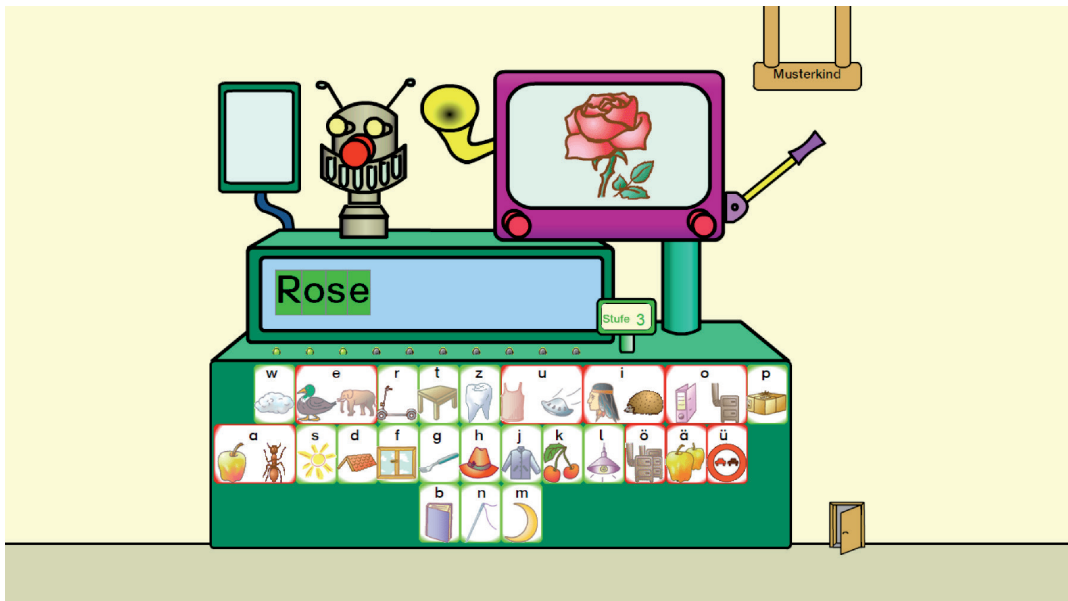 Musterkind
Rose
Stufe 3
w e r t z u i o p
a s d f g h j k l ö ä ü
b n m